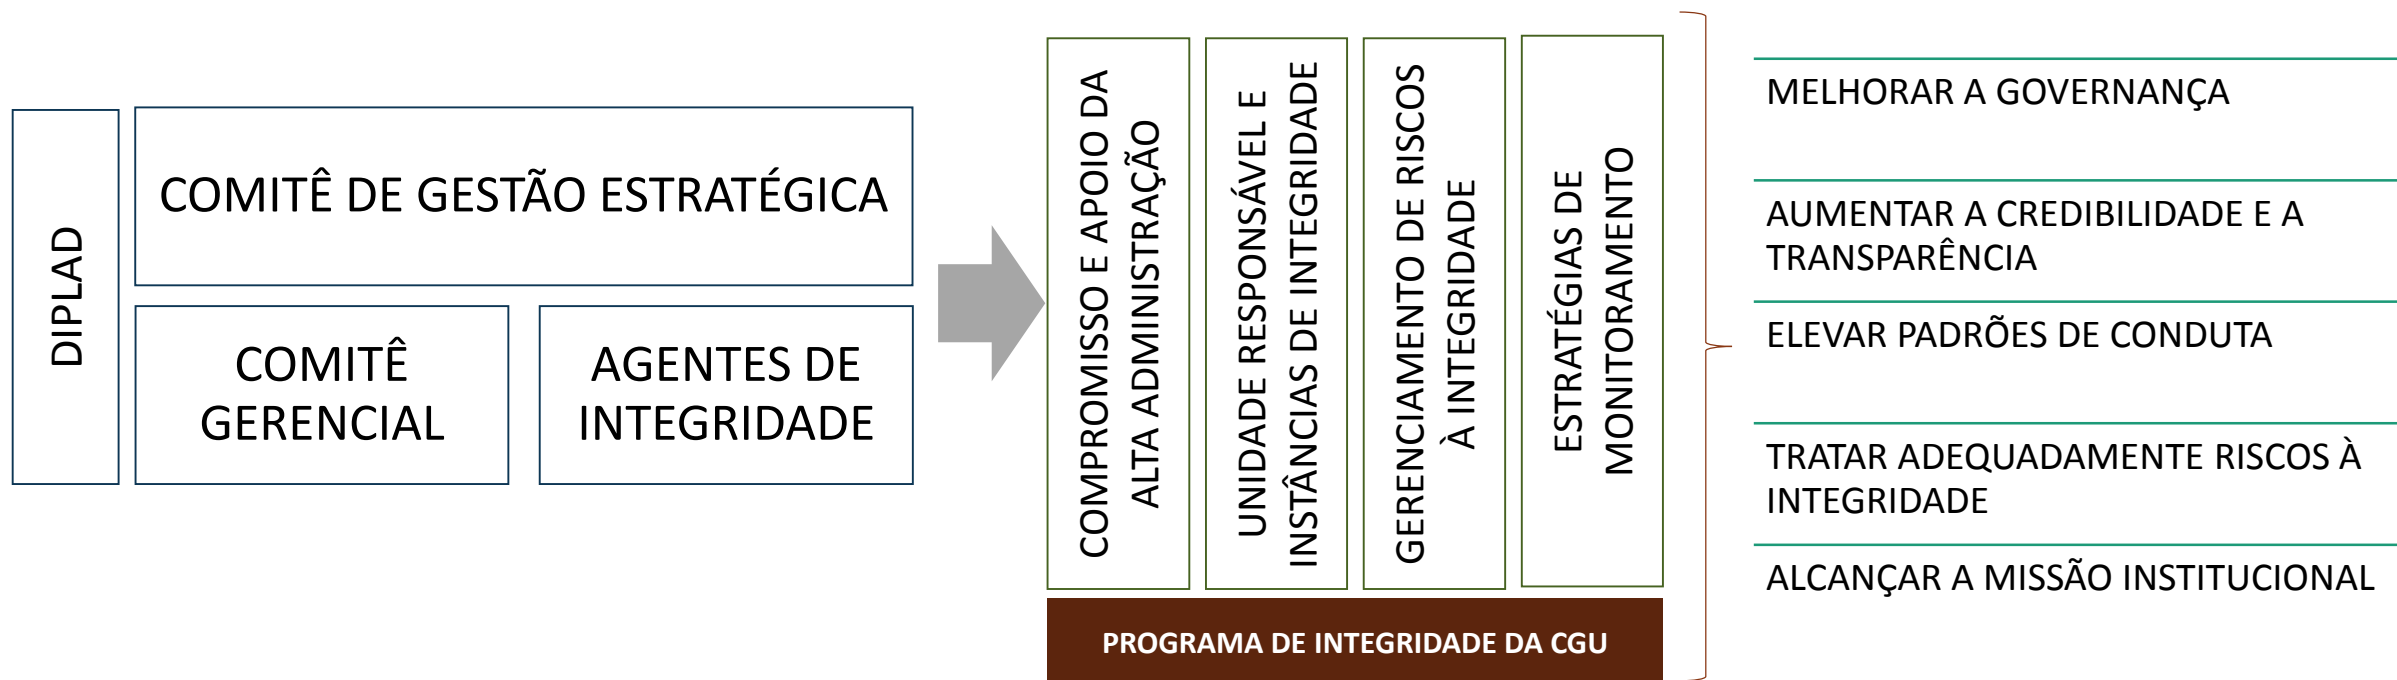 DIPLAD
COMITÊ DE GESTÃO ESTRATÉGICA
COMITÊ
GERENCIAL
AGENTES DE
INTEGRIDADE
COMPROMISSO E APOIO DA
ALTA ADMINISTRAÇÃO
UNIDADE RESPONSÁVEL E
INSTÂNCIAS DE INTEGRIDADE
GERENCIAMENTO DE RISCOS
À INTEGRIDADE
ESTRATÉGIAS DE
MONITORAMENTO
PROGRAMA DE INTEGRIDADE DA CGU
MELHORAR A GOVERNANÇA
AUMENTAR A CREDIBILIDADE E A
TRANSPARÊNCIA
ELEVAR PADRÕES DE CONDUTA
TRATAR ADEQUADAMENTE RISCOS À
INTEGRIDADE
ALCANÇAR A MISSÃO INSTITUCIONAL